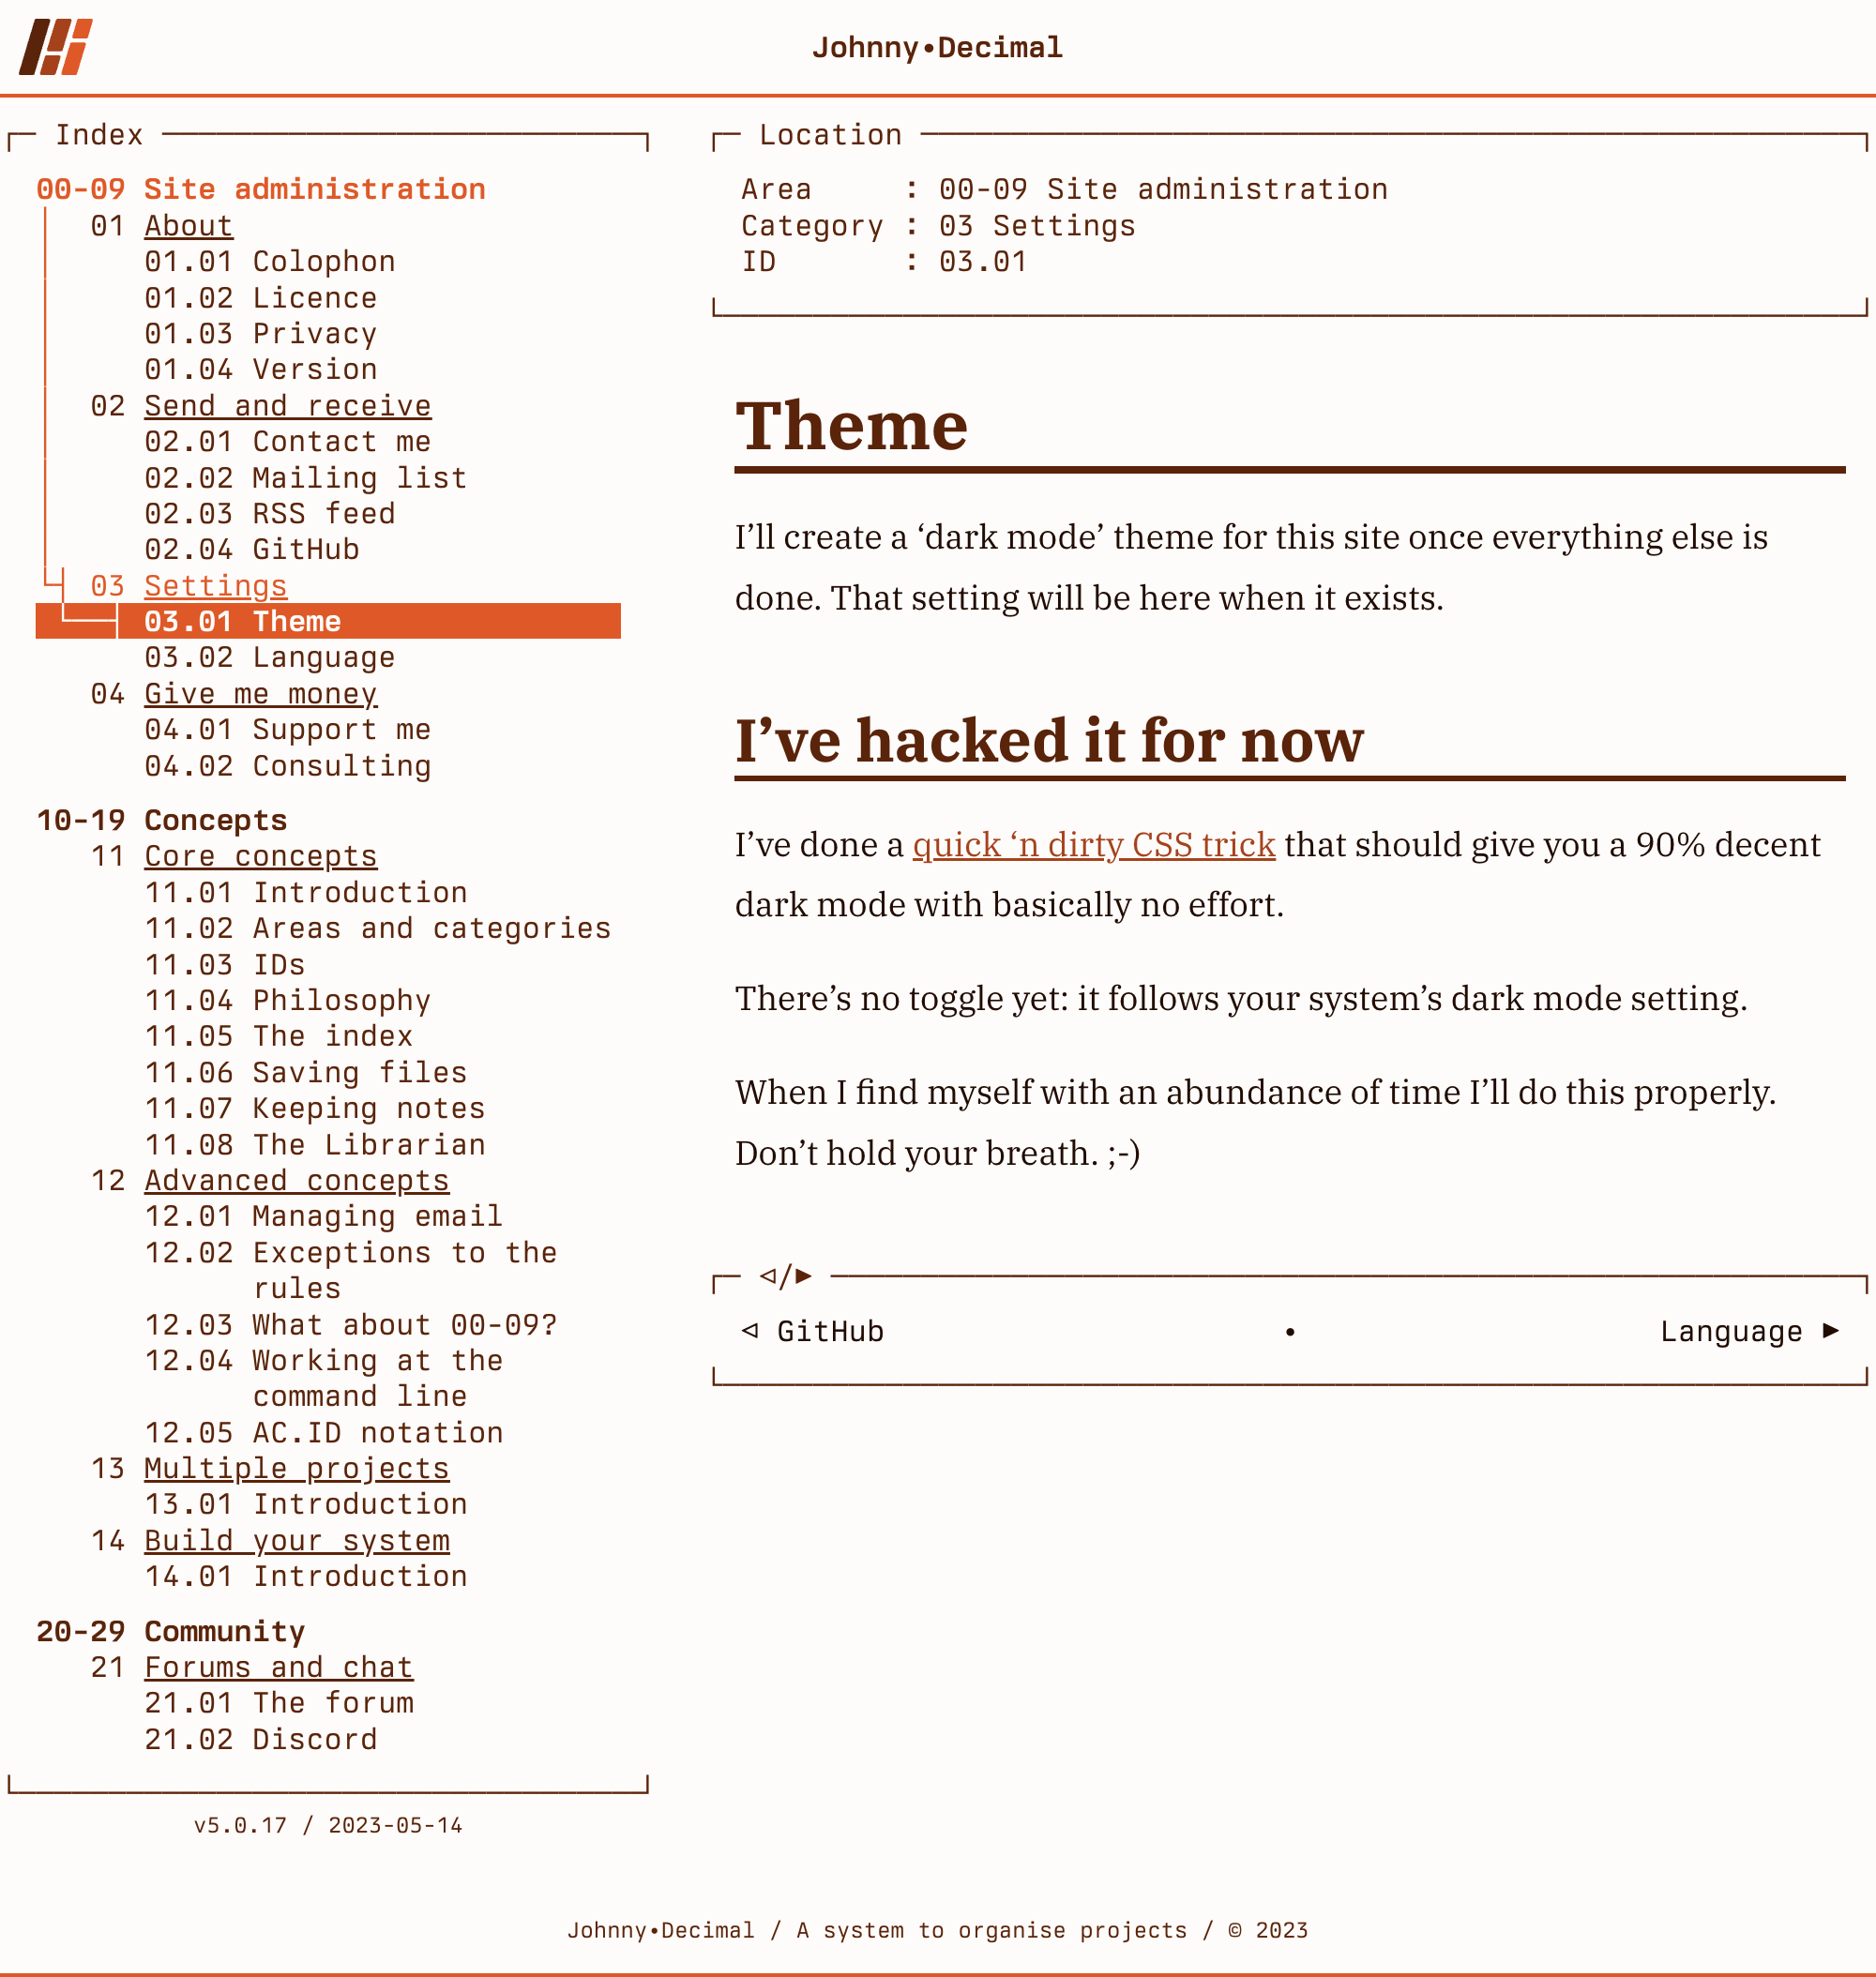 Johnny•Decimal
Index
00-09 Site administration
01 About
01.01 Colophon
01.02 Licence
01.03 Privacy
01.04 Version
02 Send and receive
02.01 Contact me
02.02 Mailing list
02.03 RSS feed
02.04 GitHub
03 Settings
03.01 Theme
03.02 Language
04 Give me money
04.01 Support me
04.02 Consulting
10-19 Concepts
11 Core concepts
11.01 Introduction
11.02 Areas and categories
11.03 IDs
11.04 Philosophy
11.05 The index
11.06 Saving files
11.07 Keeping notes
11.08 The Librarian
12 Advanced concepts
12.01 Managing email
12.02 Exceptions to the
rules
12.03 What about 00-09?
12.04 Working at the
command line
12.05 AC.ID notation
13 Multiple projects
13.01 Introduction
14 Build your system
14.01 Introduction
20-29 Community
21 Forums and chat
21.01 The forum
21.02 Discord
v5.0.17 / 2023-05-14
Location
Area : 00-09 Site administration
Category : 03 Settings
ID : 03.01
Theme
I’ll create a ‘dark mode’ theme for this site once everything else is
done. That setting will be here when it exists.
I’ve hacked it for now
I’ve done a quick ‘n dirty CSS trick that should give you a 90% decent
dark mode with basically no effort.
There’s no toggle yet: it follows your system’s dark mode setting.
When I find myself with an abundance of time I’ll do this properly.
Don’t hold your breath. ;-)
⊲/►
⊲ GitHub • Language ►
Johnny•Decimal / A system to organise projects / © 2023